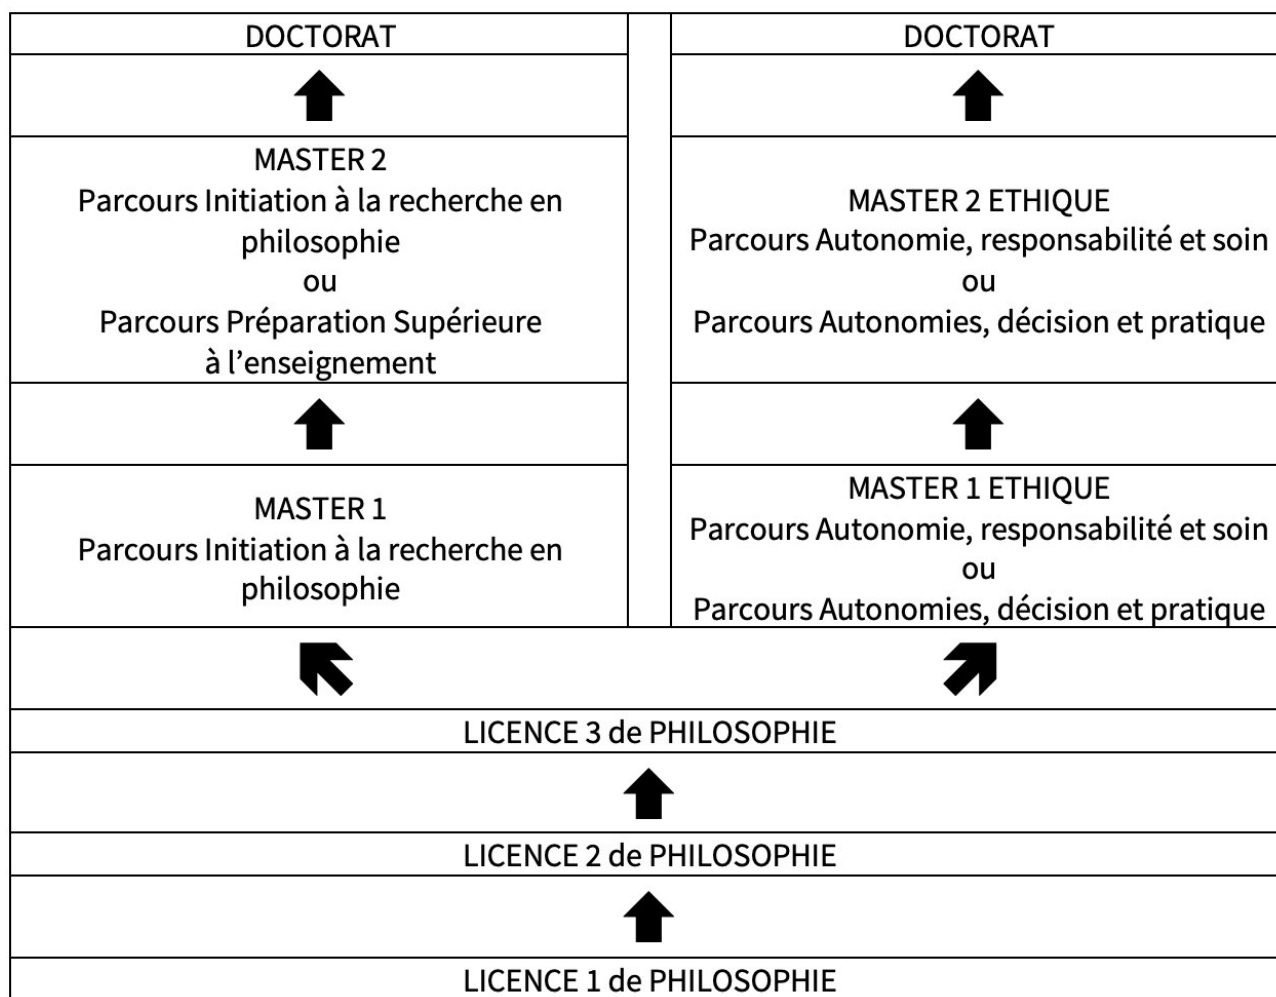 DOCTORAT
MASTER 2
Parcours Initiation à la recherche en
philosophie
ou
Parcours Préparation Supérieure
à l’enseignement
MASTER 1
Parcours Initiation à la recherche en
philosophie
DOCTORAT
MASTER 2 ETHIQUE
Parcours Autonomie, responsabilité et soin
ou
Parcours Autonomies, décision et pratique
MASTER 1 ETHIQUE
Parcours Autonomie, responsabilité et soin
ou
Parcours Autonomies, décision et pratique
LICENCE 3 de PHILOSOPHIE
LICENCE 2 de PHILOSOPHIE
LICENCE 1 de PHILOSOPHIE